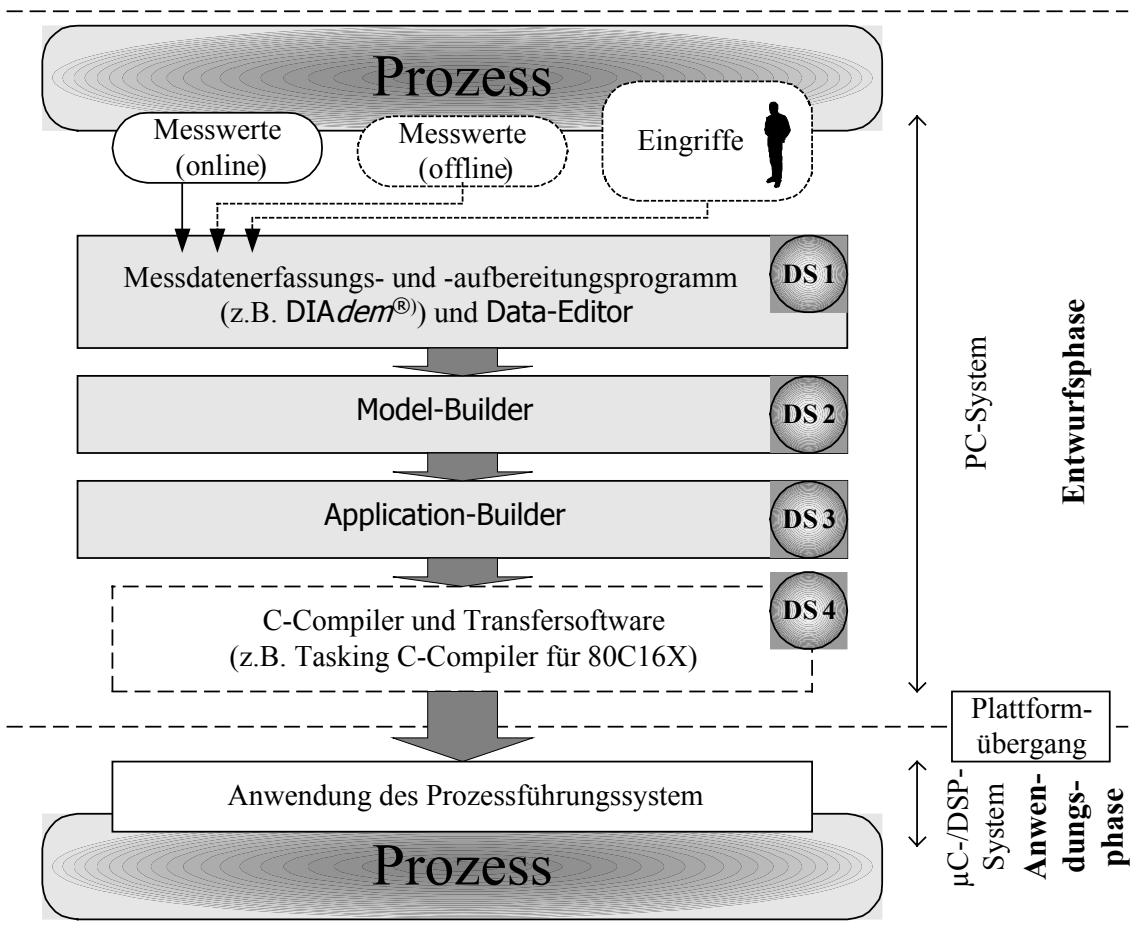 Prozess
Messwerte
(online)
Messwerte
(offline)
Eingriffe
Messdatenerfassungs- und -aufbereitungsprogramm
(z.B. DIAdem®)) und Data-Editor
DS 1
Model-Builder
DS 2
Application-Builder
DS 3
C-Compiler und Transfersoftware
(z.B. Tasking C-Compiler für 80C16X)
DS 4
PC-System
Entwurfsphase
Plattform-
übergang
Anwendung des Prozessführungssystem
Prozess
µC-/DSP-
System
Anwen-
dungs-
phase